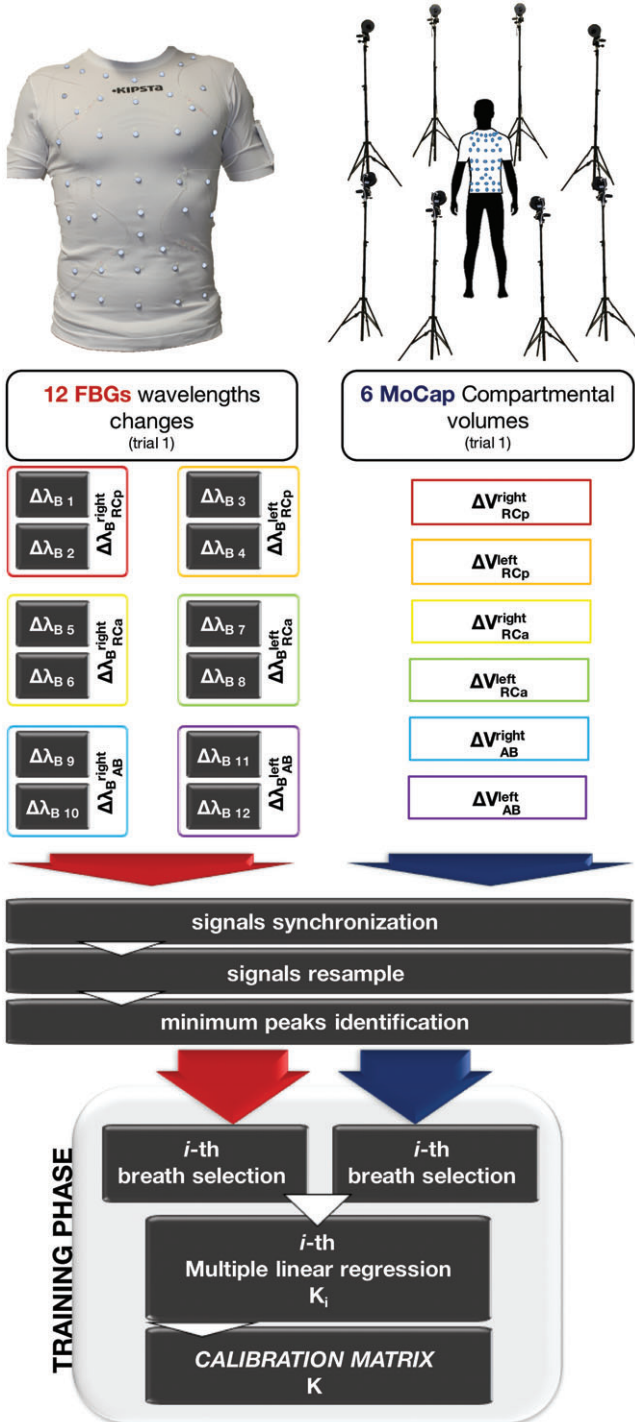 KIPSTA
12 FBGs wavelengths
changes
(trial 1)
6 MoCap Compartmental
volumes
(trial 1)
Δλ_B 1
Δλ_B 2
Δλ_B^right_RCp
Δλ_B 3
Δλ_B 4
Δλ_B^left_RCp
Δλ_B 5
Δλ_B 6
Δλ_B^right_RCa
Δλ_B 7
Δλ_B 8
Δλ_B^left_RCa
Δλ_B 9
Δλ_B 10
Δλ_B^right_AB
Δλ_B 11
Δλ_B 12
Δλ_B^left_AB
ΔV^right_RCp
ΔV^left_RCp
ΔV^right_RCa
ΔV^left_RCa
ΔV^right_AB
ΔV^left_AB
signals synchronization
signals resample
minimum peaks identification
TRAINING PHASE
i-th
breath selection
i-th
breath selection
i-th
Multiple linear regression
K_i
CALIBRATION MATRIX
K